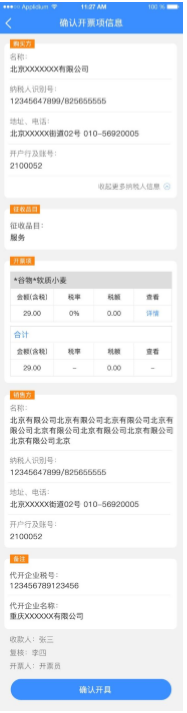 Applidium
11:27 AM
100 %
确认开票项信息
购买方
名称:
北京XXXXXXX有限公司
纳税人识别号:
12345647899/825655555
地址、电话:
北京XXXXX街道02号 010-56920005
开户行及账号:
2100052
收起更多纳税人信息
征收品目
征收品目:
服务
开票项
*谷物*软质小麦
金额(含税) 税率 税额 查看
29.00 0% 0.00 详情
合计
金额(含税) 税率 税额 查看
29.00 – 0.00 –
销售方
名称:
北京有限公司北京有限公司北京有限公司北京有
限公司北京有限公司北京有限公司北京有限公司
北京有限公司北京
纳税人识别号:
12345647899/825655555
地址、电话:
北京XXXXX街道02号 010-56920005
开户行及账号:
2100052
备注
代开企业税号:
123456789123456
代开企业名称:
重庆XXXXXX有限公司
收款人: 张三
复核: 李四
开票人: 开票员
确认开具